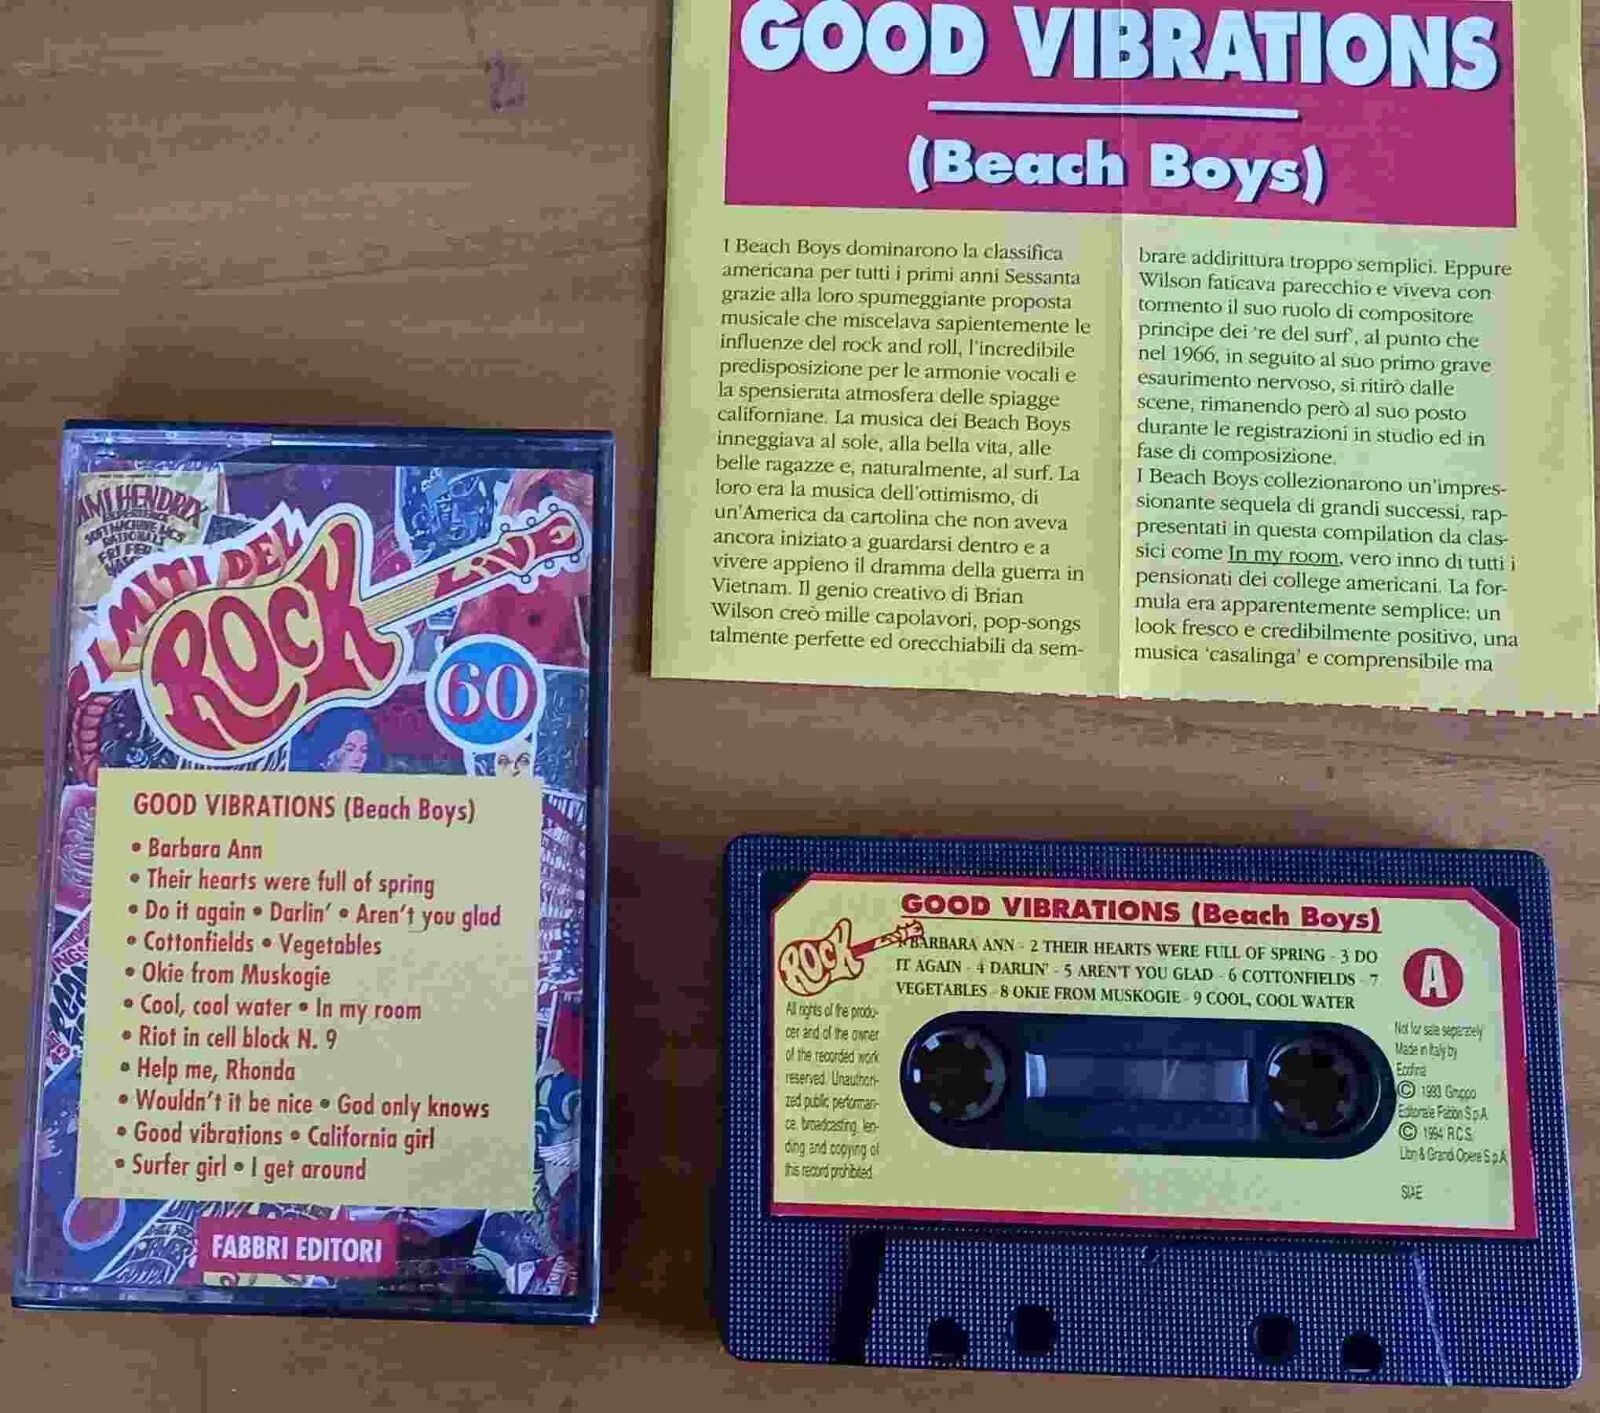 GOOD VIBRATIONS
(Beach Boys)
I Beach Boys dominarono la classifica
americana per tutti i primi anni Sessanta
grazie alla loro spumeggiante proposta
musicale che miscelava sapientemente le
influenze del rock and roll, l'incredibile
predisposizione per le armonie vocali e
la spensierata atmosfera delle spiagge
californiane. La musica dei Beach Boys
inneggiava al sole, alla bella vita, alle
belle ragazze e, naturalmente, al surf. La
loro era la musica dell'ottimismo, di
un'America da cartolina che non aveva
ancora iniziato a guardarsi dentro e a
vivere appieno il dramma della guerra in
Vietnam. Il genio creativo di Brian
Wilson creò mille capolavori, pop-songs
talmente perfette ed orecchiabili da sem-
brare addirittura troppo semplici. Eppure
Wilson faticava parecchio e viveva con
tormento il suo ruolo di compositore
principe dei 're del surf', al punto che
nel 1966, in seguito al suo primo grave
esaurimento nervoso, si ritirò dalle
scene, rimanendo però al suo posto
durante le registrazioni in studio ed in
fase di composizione.
I Beach Boys collezionarono un'impres-
sionante sequela di grandi successi, rap-
presentati in questa compilation da clas-
sici come In my room, vero inno di tutti i
pensionati dei college americani. La for-
mula era apparentemente semplice: un
look fresco e credibilmente positivo, una
musica 'casalinga' e comprensibile ma
JIMI HENDRIX
I MITI DEL
ROCK
LIVE
60
GOOD VIBRATIONS (Beach Boys)
• Barbara Ann
• Their hearts were full of spring
• Do it again • Darlin' • Aren't you glad
• Cottonfields • Vegetables
• Okie from Muskogie
• Cool, cool water • In my room
• Riot in cell block N. 9
• Help me, Rhonda
• Wouldn't it be nice • God only knows
• Good vibrations • California girl
• Surfer girl • I get around
FABBRI EDITORI
GOOD VIBRATIONS (Beach Boys)
ROCK
1 BARBARA ANN - 2 THEIR HEARTS WERE FULL OF SPRING - 3 DO
IT AGAIN - 4 DARLIN' - 5 AREN'T YOU GLAD - 6 COTTONFIELDS - 7
VEGETABLES - 8 OKIE FROM MUSKOGIE - 9 COOL, COOL WATER
A
All rights of the produ-
cer and of the owner
of the recorded work
reserved. Unauthori-
zed public performan-
ce, broadcasting, len-
ding and copying of
this record prohibited
Not for sale separately
Made in Italy by
Ecofina
© 1993 Gruppo
Editoriale Fabbri S.p.A.
© 1994 R.C.S.
Libri & Grandi Opere S.p.A.
SIAE